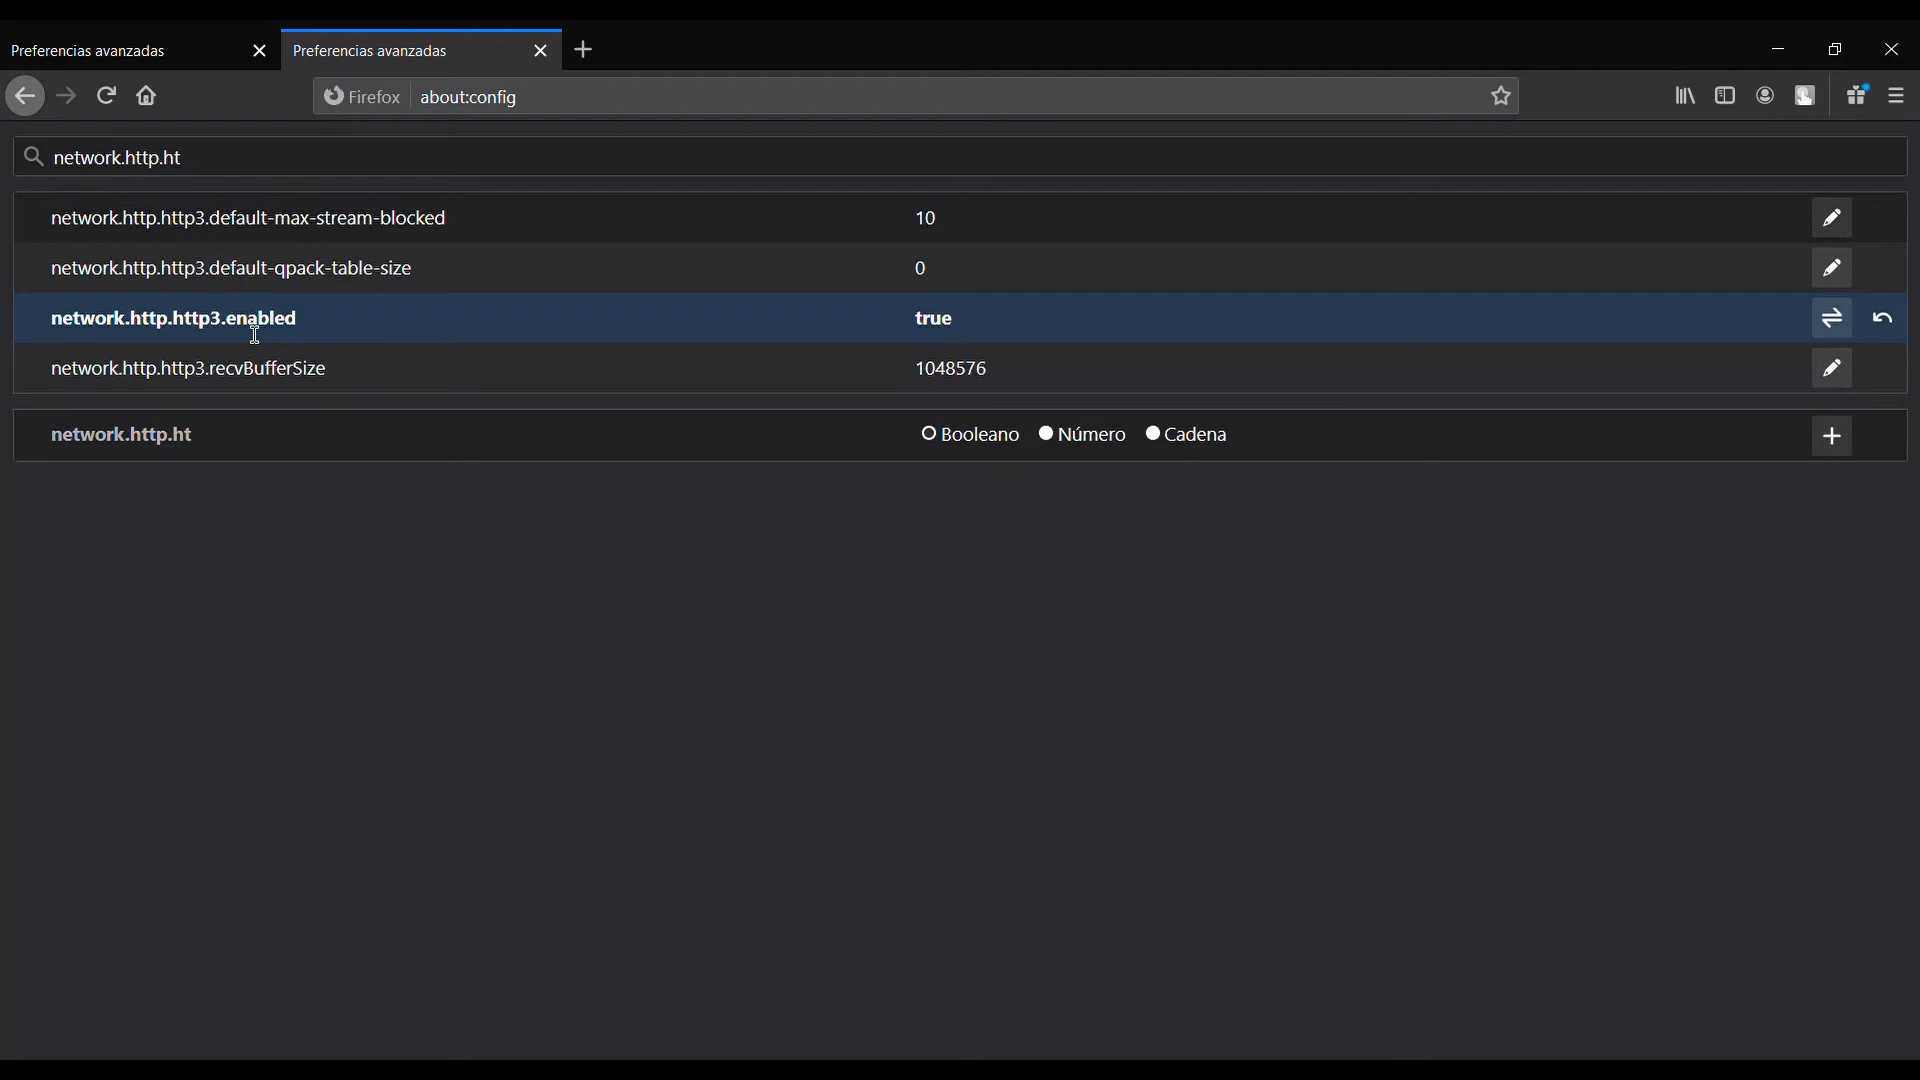 Preferencias avanzadas
Preferencias avanzadas
Firefox about:config
network.http.ht
network.http.http3.default-max-stream-blocked 10
network.http.http3.default-qpack-table-size 0
network.http.http3.enabled true
network.http.http3.recvBufferSize 1048576
network.http.ht Booleano Número Cadena